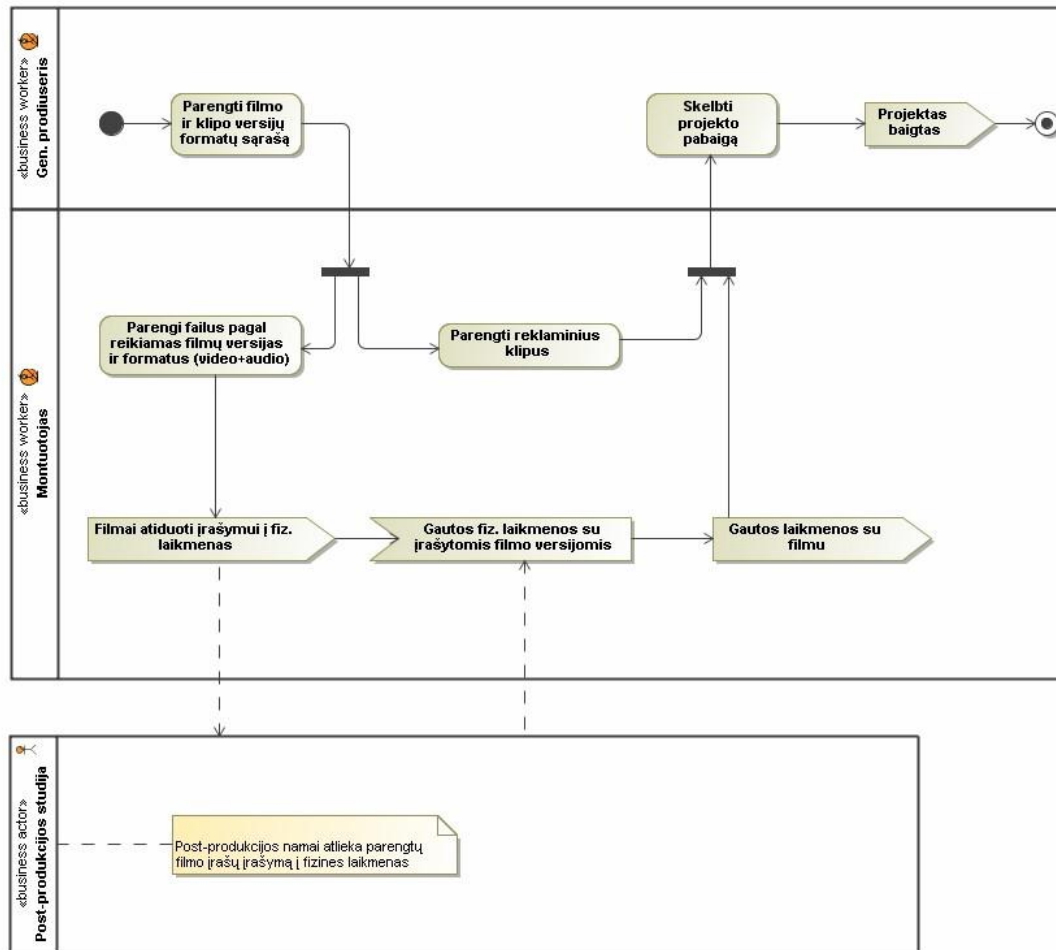 «business worker»
Gen. prodiuseris
Parengti filmo
ir klipo versijų
formatų sąrašą
Skelbti
projekto
pabaigą
Projektas
baigtas
«business worker»
Montuotojas
Parengi failus pagal
reikiamas filmų versijas
ir formatus (video+audio)
Parengti reklaminius
klipus
Filmai atiduoti įrašymui į fiz.
laikmenas
Gautos fiz. laikmenos su
įrašytomis filmo versijomis
Gautos laikmenos su
filmu
«business actor»
Post-produkcijos studija
Post-produkcijos namai atlieka parengtų
filmo įrašų įrašymą į fizines laikmenas